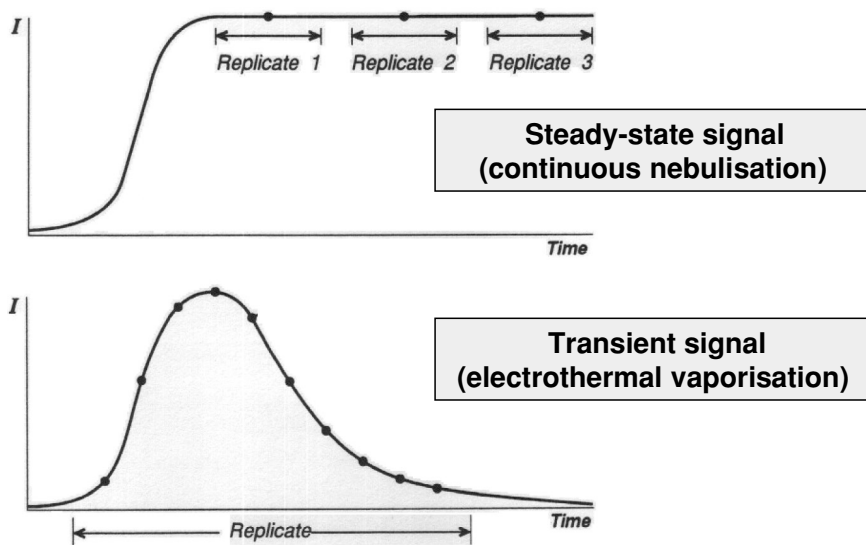 I
Replicate 1 Replicate 2 Replicate 3
Steady-state signal
(continuous nebulisation)
Time
I
Transient signal
(electrothermal vaporisation)
Time
Replicate